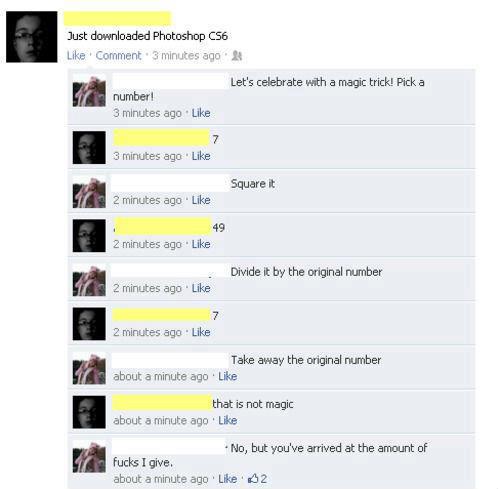 Just downloaded Photoshop CS6
Like · Comment · 3 minutes ago ·
Let's celebrate with a magic trick! Pick a
number!
3 minutes ago · Like
7
3 minutes ago · Like
Square it
2 minutes ago · Like
49
2 minutes ago · Like
Divide it by the original number
2 minutes ago · Like
7
2 minutes ago · Like
Take away the original number
about a minute ago · Like
that is not magic
about a minute ago · Like
No, but you've arrived at the amount of
fucks I give.
about a minute ago · Like · 2